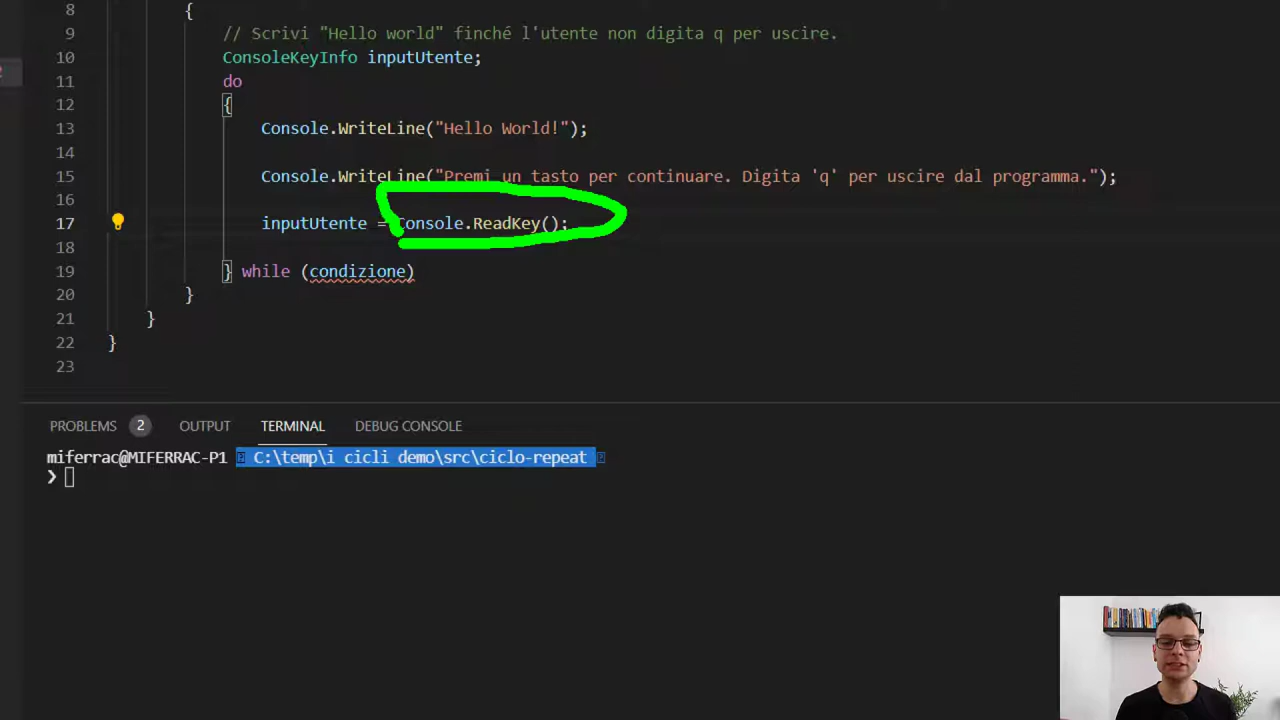 8 {
9 // Scrivi "Hello world" finché l'utente non digita q per uscire.
10 ConsoleKeyInfo inputUtente;
11 do
12 {
13 Console.WriteLine("Hello World!");
14
15 Console.WriteLine("Premi un tasto per continuare. Digita 'q' per uscire dal programma.");
16
17 inputUtente = Console.ReadKey();
18
19 } while (condizione)
20 }
21 }
22 }
23
PROBLEMS 2 OUTPUT TERMINAL DEBUG CONSOLE
miferrac@MIFERRAC-P1 C:\temp\i cicli demo\src\ciclo-repeat
❯